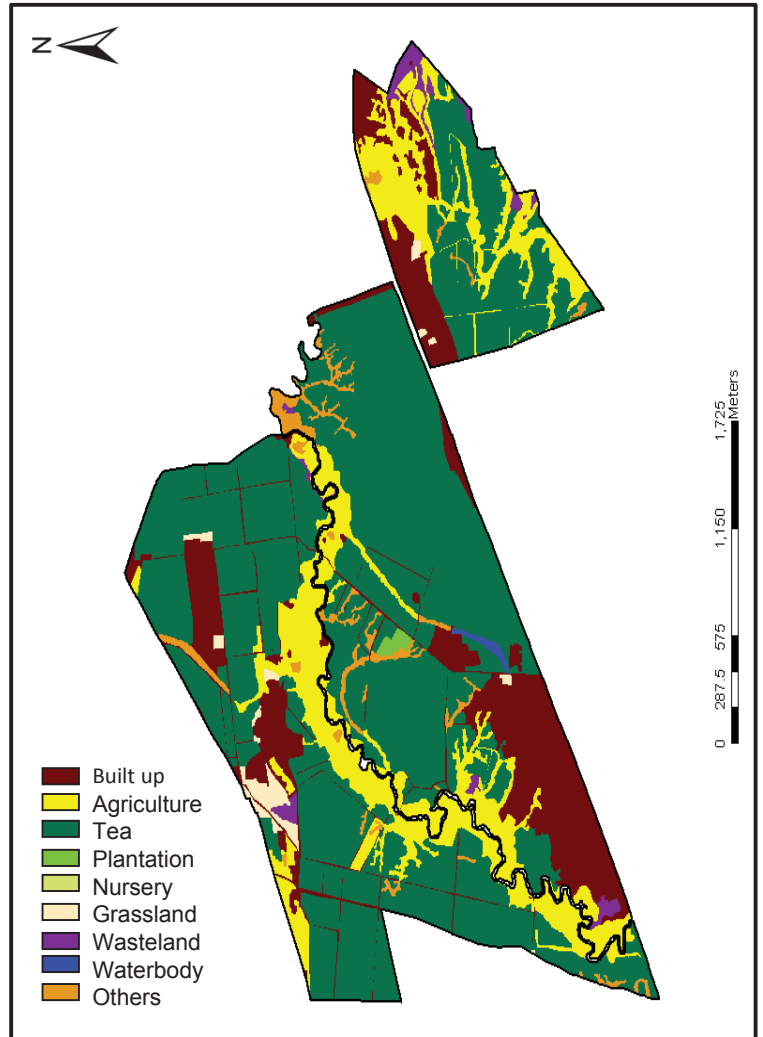 N
1,725
Meters
1,150
575
287.5
0
Built up
Agriculture
Tea
Plantation
Nursery
Grassland
Wasteland
Waterbody
Others